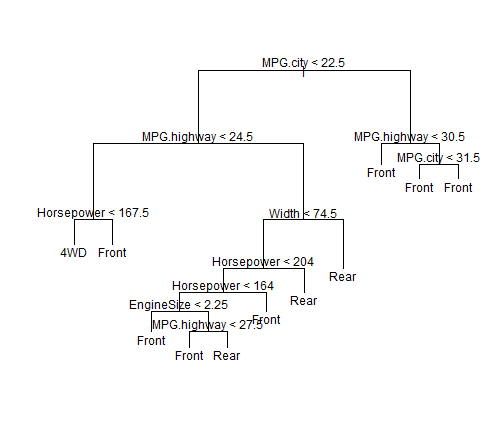 MPG.city < 22.5
MPG.highway < 24.5
MPG.highway < 30.5
MPG.city < 31.5
Front
Front
Front
Horsepower < 167.5
Width < 74.5
4WD
Front
Horsepower < 204
Rear
Horsepower < 164
Rear
EngineSize < 2.25
Front
MPG.highway < 27.5
Front
Front
Rear